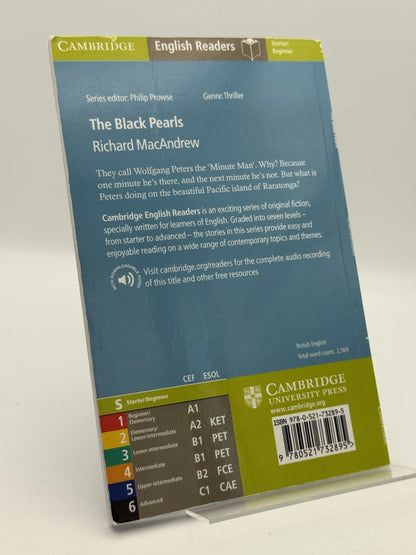 CAMBRIDGE English Readers Starter/
Beginner
Series editor: Philip Prowse Genre: Thriller
The Black Pearls
Richard MacAndrew
They call Wolfgang Peters the 'Minute Man'. Why? Because
one minute he's there, and the next minute he's not. But what is
Peters doing on the beautiful Pacific island of Raratonga?
Cambridge English Readers is an exciting series of original fiction,
specially written for learners of English. Graded into seven levels –
from starter to advanced – the stories in this series provide easy and
enjoyable reading on a wide range of contemporary topics and themes.
WITH DOWNLOADABLE AUDIO
Visit cambridge.org/readers for the complete audio recording
of this title and other free resources
British English
Total word count: 2,569
CEF ESOL
S Starter/Beginner
1 Beginner/
Elementary A1
2 Elementary/
Lower-intermediate A2 KET
3 Lower-intermediate B1 PET
4 Intermediate B1 PET
5 Upper-intermediate B2 FCE
6 Advanced C1 CAE
CAMBRIDGE
UNIVERSITY PRESS
www.cambridge.org
ISBN 978-0-521-73289-5
9 780521 732895